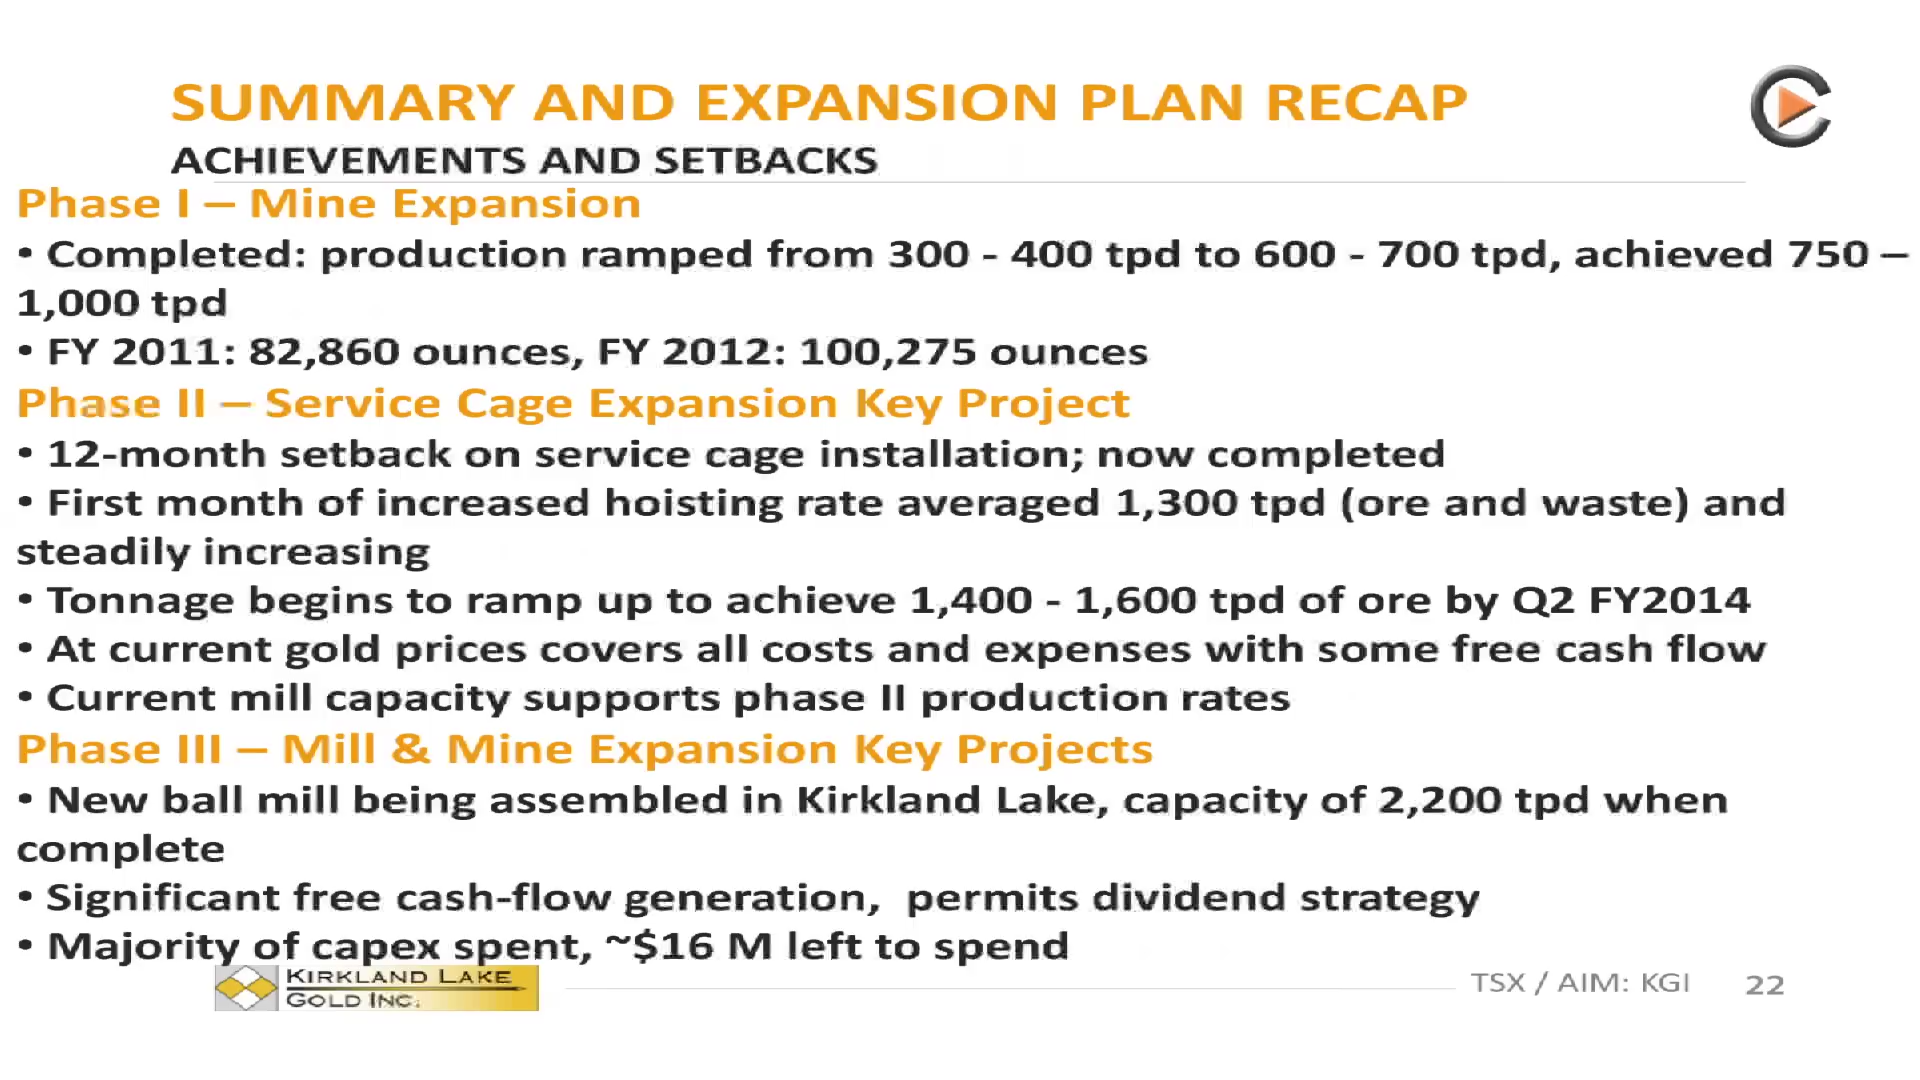 SUMMARY AND EXPANSION PLAN RECAP
ACHIEVEMENTS AND SETBACKS
Phase I – Mine Expansion
• Completed: production ramped from 300 - 400 tpd to 600 - 700 tpd, achieved 750 –
1,000 tpd
• FY 2011: 82,860 ounces, FY 2012: 100,275 ounces
Phase II – Service Cage Expansion Key Project
• 12-month setback on service cage installation; now completed
• First month of increased hoisting rate averaged 1,300 tpd (ore and waste) and
steadily increasing
• Tonnage begins to ramp up to achieve 1,400 - 1,600 tpd of ore by Q2 FY2014
• At current gold prices covers all costs and expenses with some free cash flow
• Current mill capacity supports phase II production rates
Phase III – Mill & Mine Expansion Key Projects
• New ball mill being assembled in Kirkland Lake, capacity of 2,200 tpd when
complete
• Significant free cash-flow generation,  permits dividend strategy
• Majority of capex spent, ~$16 M left to spend
KIRKLAND LAKE
GOLD INC.
TSX / AIM: KGI 22